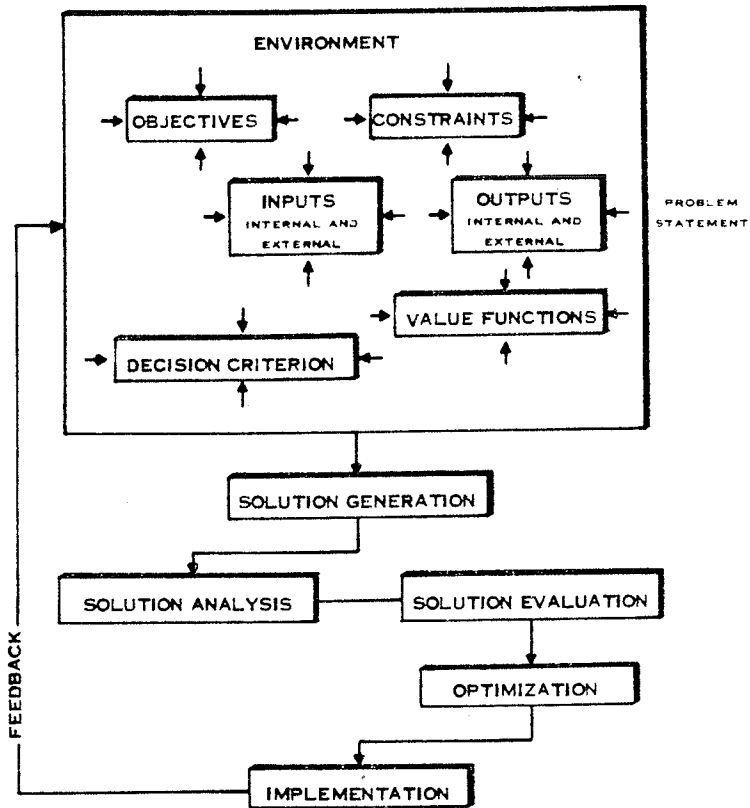 ENVIRONMENT
OBJECTIVES
CONSTRAINTS
INPUTS
INTERNAL AND
EXTERNAL
OUTPUTS
INTERNAL AND
EXTERNAL
PROBLEM
STATEMENT
VALUE FUNCTIONS
DECISION CRITERION
SOLUTION GENERATION
SOLUTION ANALYSIS
SOLUTION EVALUATION
OPTIMIZATION
IMPLEMENTATION
FEEDBACK